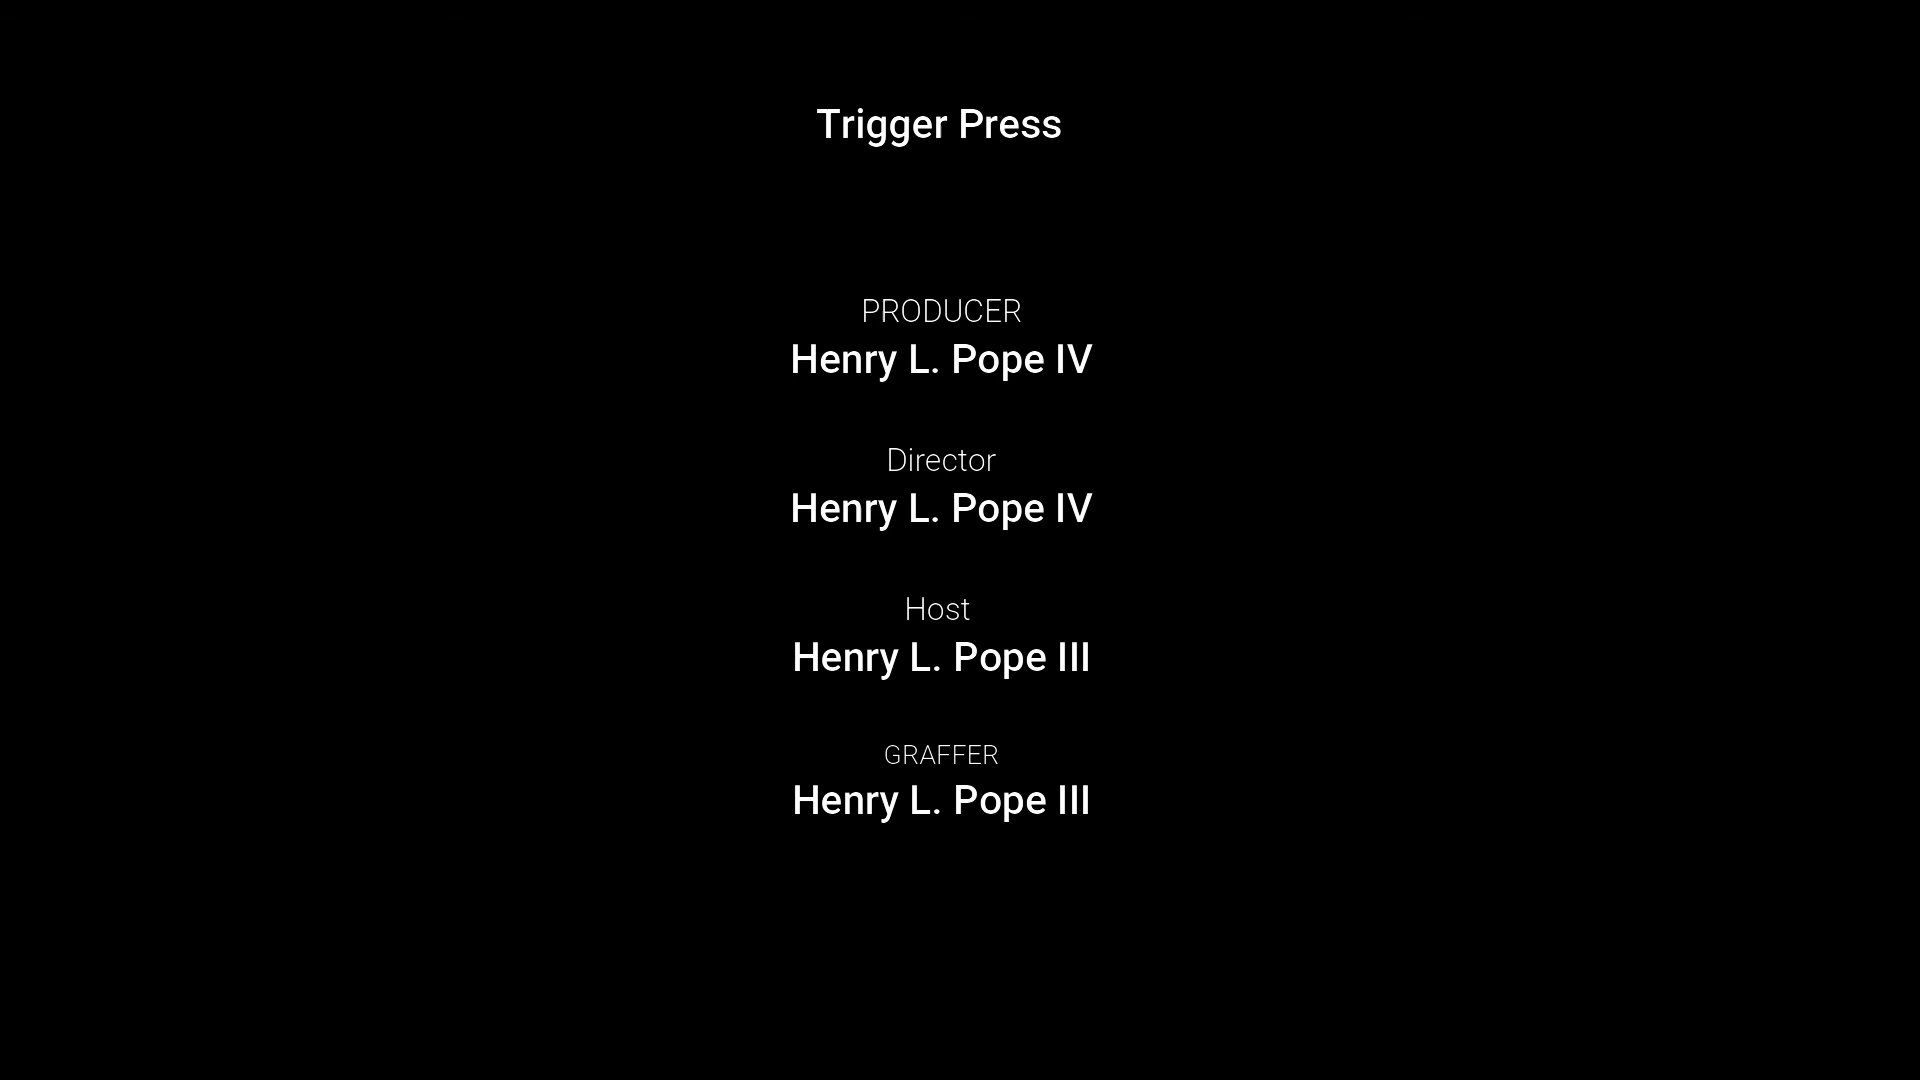 Trigger Press
PRODUCER
Henry L. Pope IV
Director
Henry L. Pope IV
Host
Henry L. Pope III
GRAFFER
Henry L. Pope III